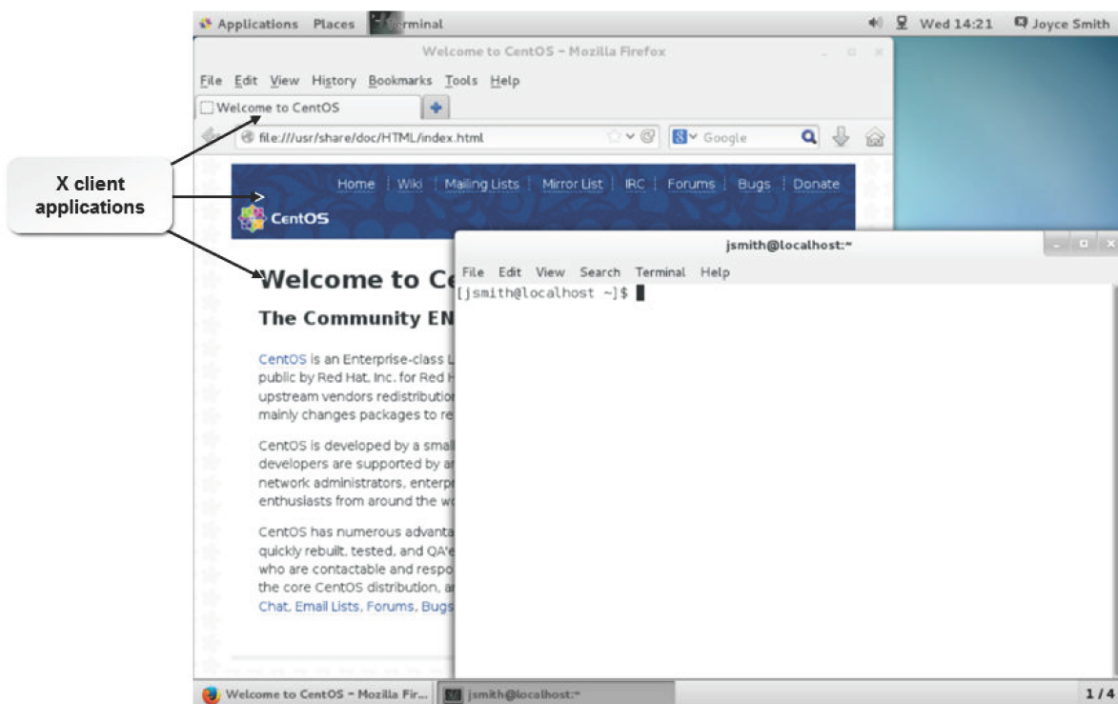 Applications Places Terminal
Wed 14:21 Joyce Smith
Welcome to CentOS - Mozilla Firefox
File Edit View History Bookmarks Tools Help
Welcome to CentOS
file:///usr/share/doc/HTML/index.html
Google
X client
applications
Home Wiki Mailing Lists Mirror List IRC Forums Bugs Donate
CentOS
jsmith@localhost:~
File Edit View Search Terminal Help
[jsmith@localhost ~]$
Welcome to Ce
The Community EN
CentOS is an Enterprise-class L
public by Red Hat, Inc. for Red H
upstream vendors redistribution
mainly changes packages to re
CentOS is developed by a smal
developers are supported by an
network administrators, enterpr
enthusiasts from around the wo
CentOS has numerous advanta
quickly rebuilt, tested, and QA'e
who are contactable and respo
the core CentOS distribution, an
Chat, Email Lists, Forums, Bugs
Welcome to CentOS - Mozilla Fir...
jsmith@localhost:~
1 / 4